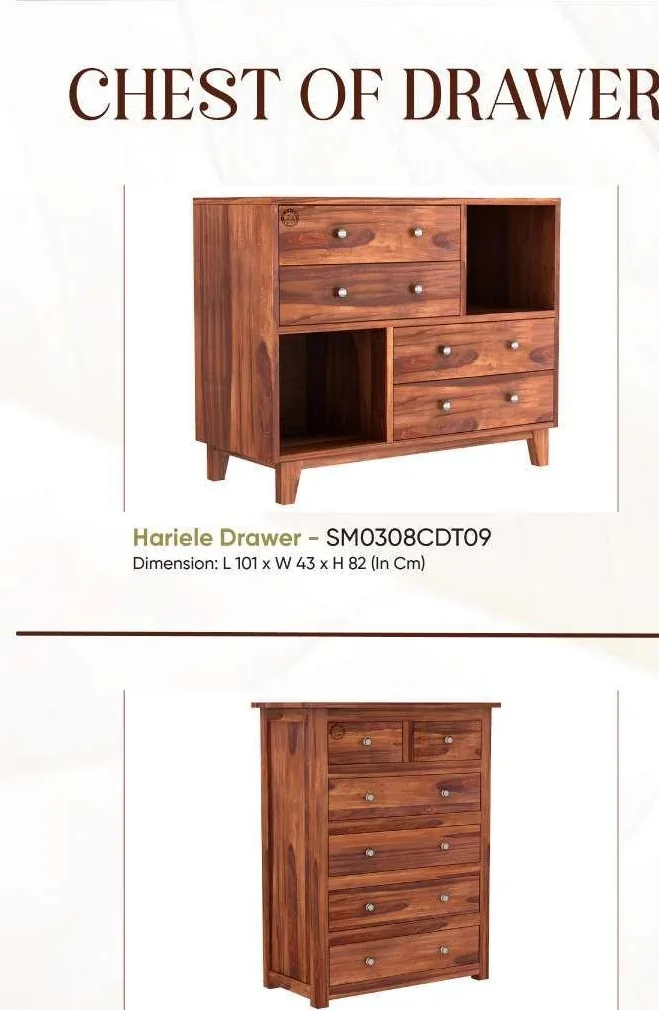 CHEST OF DRAWER
Hariele Drawer - SM0308CDT09
Dimension: L 101 x W 43 x H 82 (In Cm)